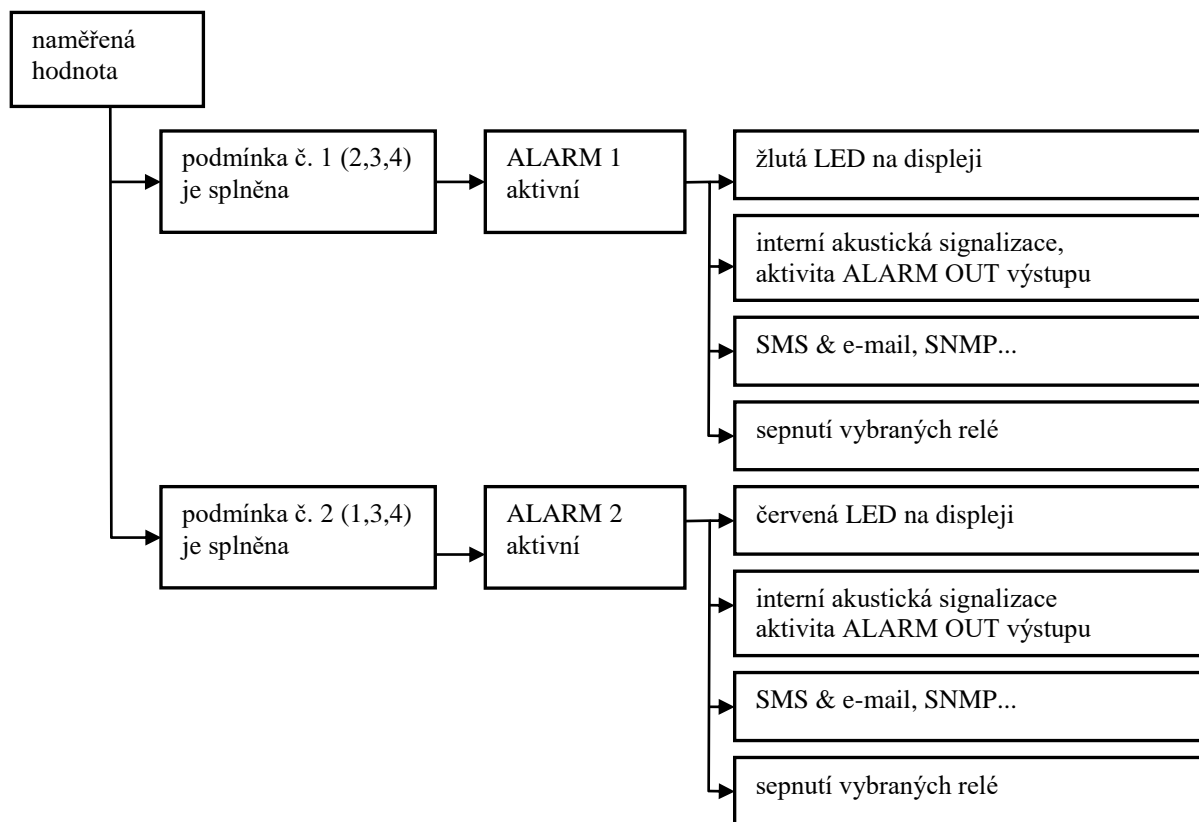 naměřená
hodnota
podmínka č. 1 (2,3,4)
je splněna
ALARM 1
aktivní
žlutá LED na displeji
interní akustická signalizace,
aktivita ALARM OUT výstupu
SMS & e-mail, SNMP...
sepnutí vybraných relé
podmínka č. 2 (1,3,4)
je splněna
ALARM 2
aktivní
červená LED na displeji
interní akustická signalizace
aktivita ALARM OUT výstupu
SMS & e-mail, SNMP...
sepnutí vybraných relé